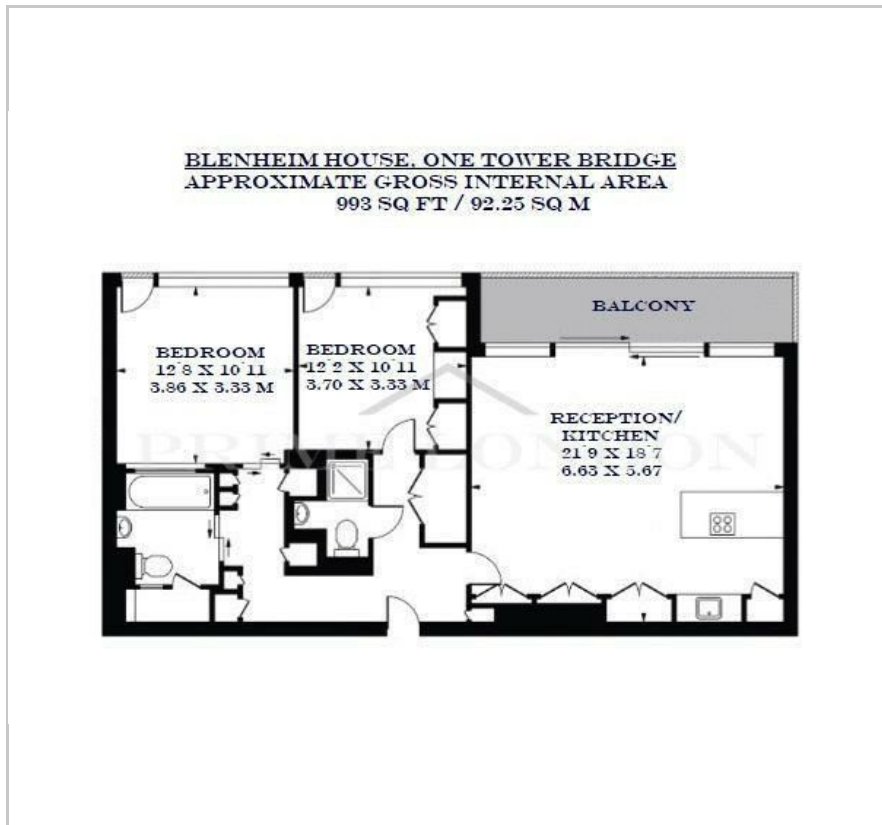 BLENHEIM HOUSE, ONE TOWER BRIDGE
APPROXIMATE GROSS INTERNAL AREA
993 SQ FT / 92.25 SQ M
BALCONY
BEDROOM
12'8 X 10'11
3.86 X 3.33 M
BEDROOM
12'2 X 10'11
3.70 X 3.33 M
RECEPTION/
KITCHEN
21'9 X 18'7
6.63 X 5.67
PRIME LONDON